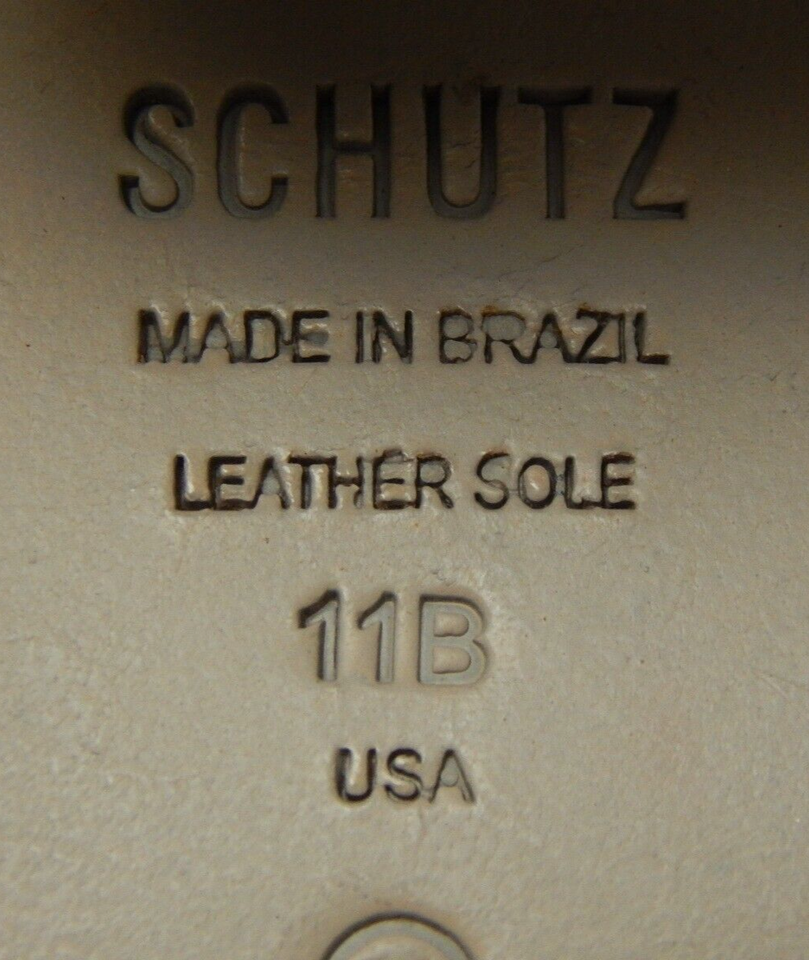 SCHUTZ
MADE IN BRAZIL
LEATHER SOLE
11B
USA